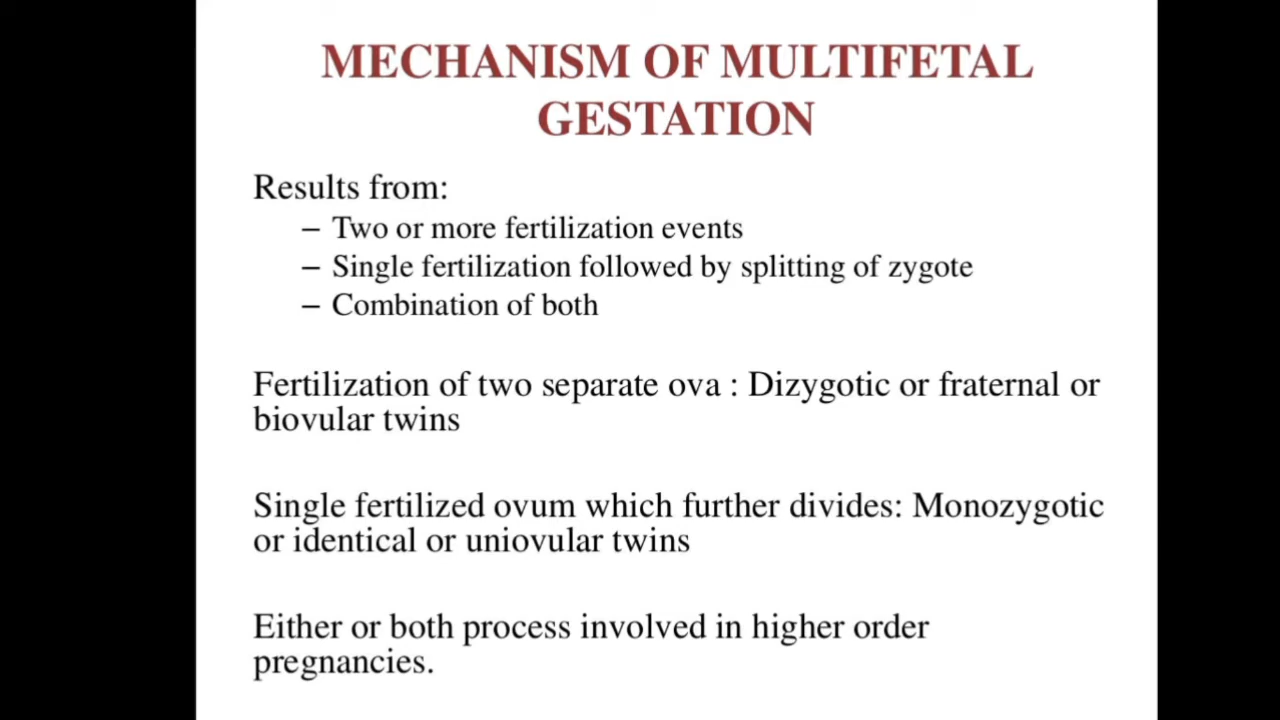 MECHANISM OF MULTIFETAL
GESTATION
Results from:
– Two or more fertilization events
– Single fertilization followed by splitting of zygote
– Combination of both
Fertilization of two separate ova : Dizygotic or fraternal or
biovular twins
Single fertilized ovum which further divides: Monozygotic
or identical or uniovular twins
Either or both process involved in higher order
pregnancies.